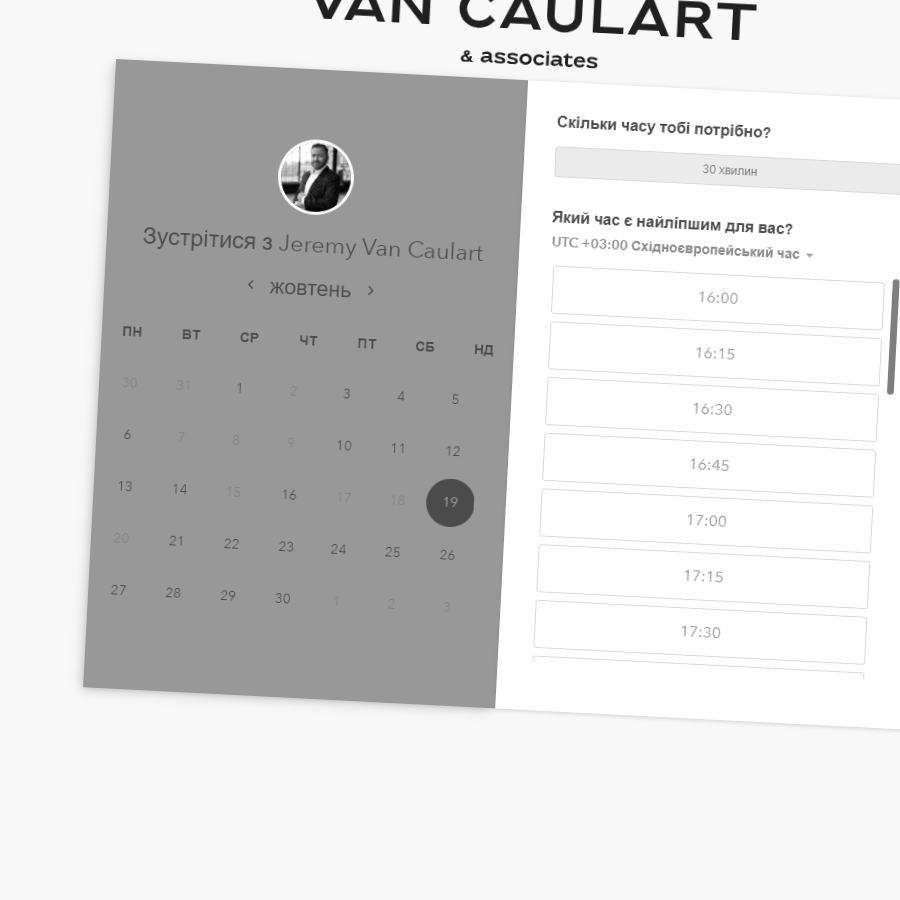 VAN CAULART
& associates
Зустрітися з Jeremy Van Caulart
жовтень
ПН ВТ СР ЧТ ПТ СБ НД
30 31 1 2 3 4 5
6 7 8 9 10 11 12
13 14 15 16 17 18 19
20 21 22 23 24 25 26
27 28 29 30 1 2 3
Скільки часу тобі потрібно?
30 хвилин
Який час є найліпшим для вас?
UTC +03:00 Східноєвропейський час
16:00
16:15
16:30
16:45
17:00
17:15
17:30